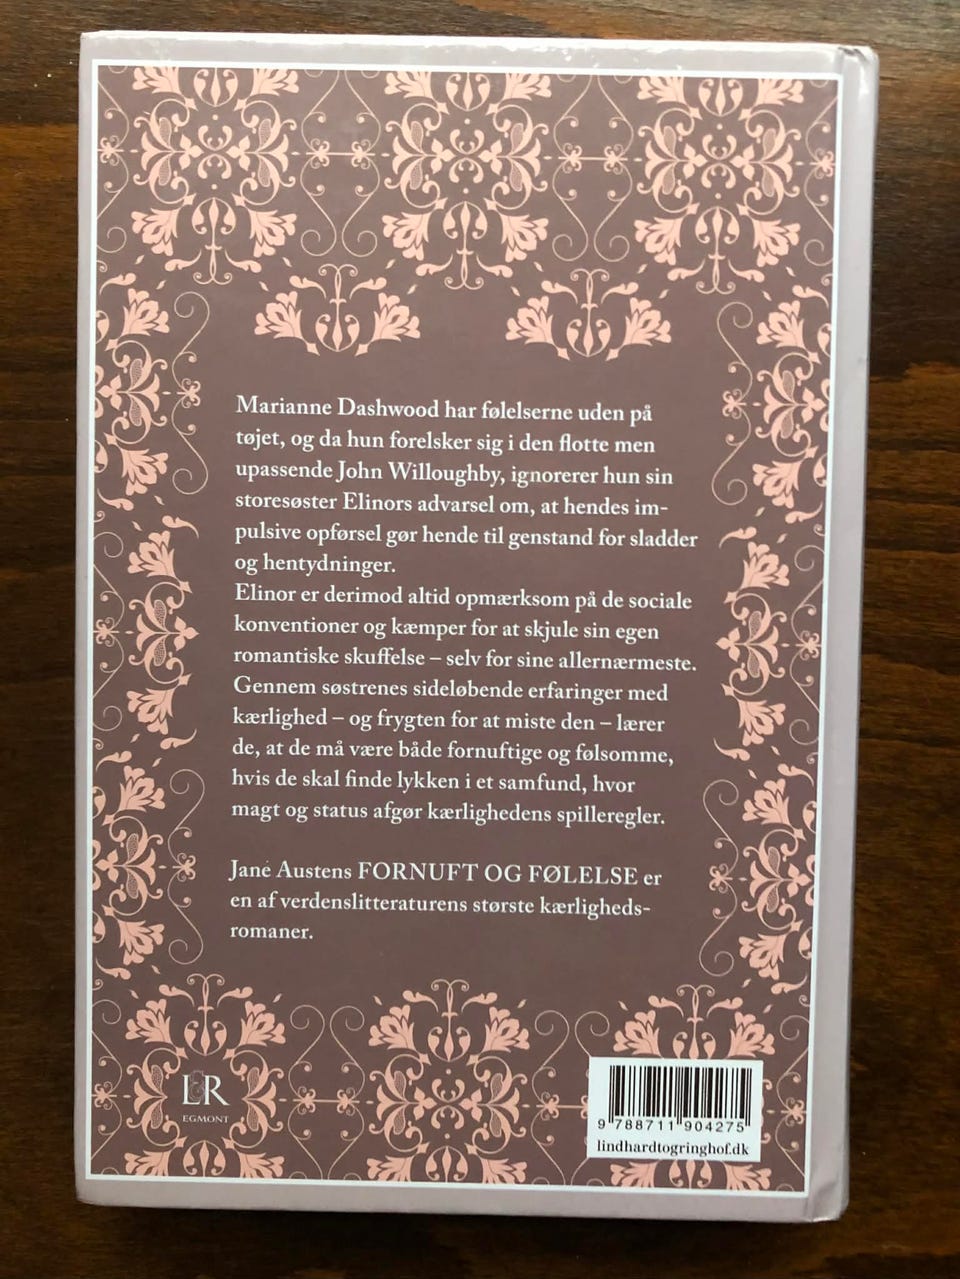 Marianne Dashwood har følelserne uden på
tøjet, og da hun forelsker sig i den flotte men
upassende John Willoughby, ignorerer hun sin
storesøster Elinors advarsel om, at hendes im-
pulsive opførsel gør hende til genstand for sladder
og hentydninger.
Elinor er derimod altid opmærksom på de sociale
konventioner og kæmper for at skjule sin egen
romantiske skuffelse – selv for sine allernærmeste.
Gennem søstrenes sideløbende erfaringer med
kærlighed – og frygten for at miste den – lærer
de, at de må være både fornuftige og følsomme,
hvis de skal finde lykken i et samfund, hvor
magt og status afgør kærlighedens spilleregler.
Jane Austens FORNUFT OG FØLELSE er
en af verdenslitteraturens største kærligheds-
romaner.
L&R
EGMONT
9 788711 904275
lindhardtogringhof.dk